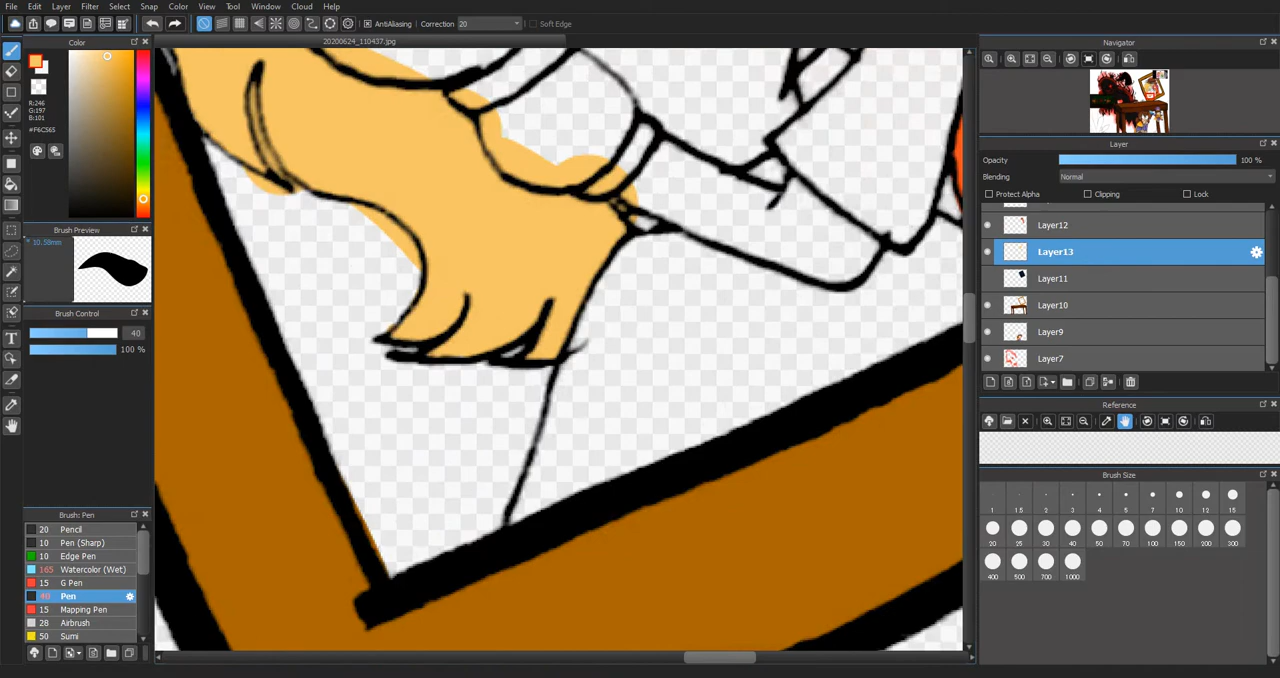 File Edit Layer Filter Select Snap Color View Tool Window Cloud Help
AntiAliasing Correction 20 Soft Edge
20200624_110437.jpg
Color
R:246
G:197
B:101
#F6C565
Brush Preview
10.58mm
Brush Control
40
100 %
Brush: Pen
20 Pencil
10 Pen (Sharp)
10 Edge Pen
165 Watercolor (Wet)
15 G Pen
40 Pen
15 Mapping Pen
28 Airbrush
50 Sumi
Navigator
Layer
Opacity 100 %
Blending Normal
Protect Alpha Clipping Lock
Layer12
Layer13
Layer11
Layer10
Layer9
Layer7
Reference
Brush Size
1 1.5 2 3 4 5 7 10 12 15
20 25 30 40 50 70 100 150 200 300
400 500 700 1000